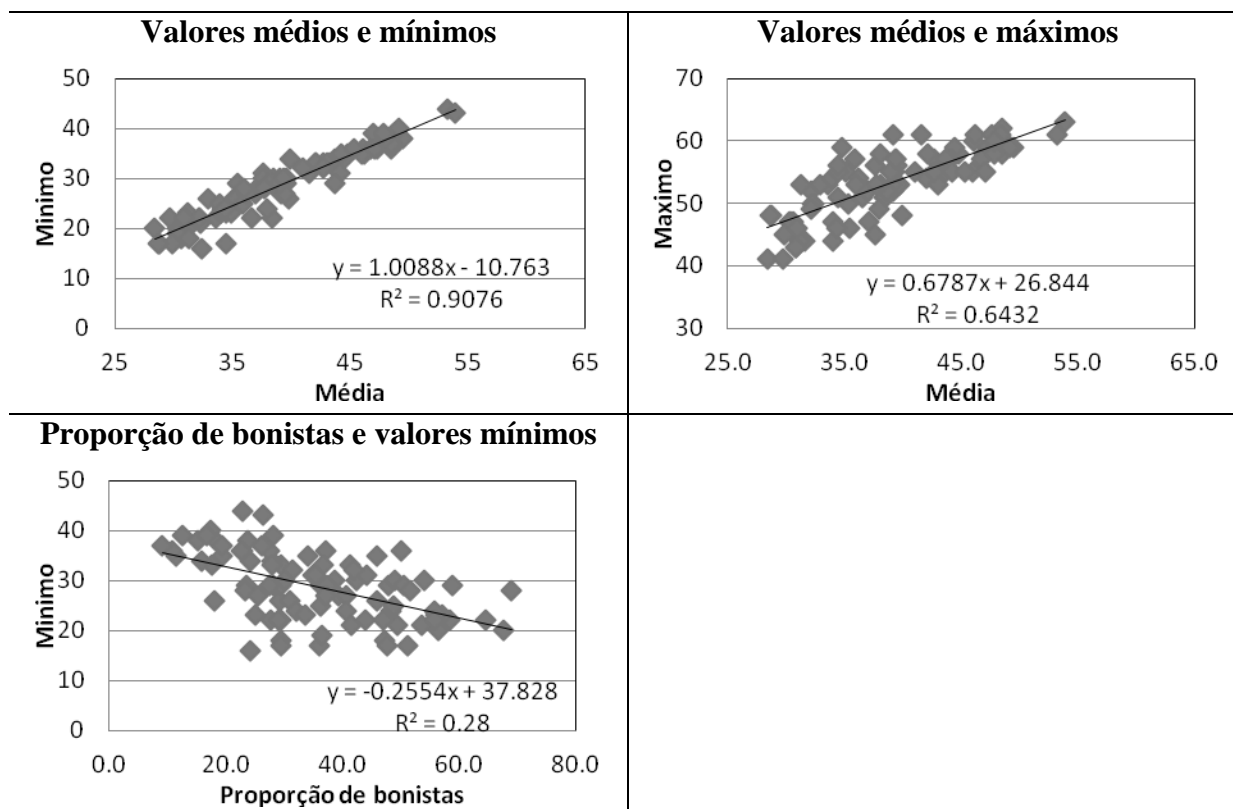 Valores médios e mínimos
50
40
30
20
10
0
Minimo
y = 1.0088x - 10.763
R² = 0.9076
25 35 45 55 65
Média
Valores médios e máximos
70
60
50
40
30
Maximo
y = 0.6787x + 26.844
R² = 0.6432
25.0 35.0 45.0 55.0 65.0
Média
Proporção de bonistas e valores mínimos
50
40
30
20
10
0
Minimo
y = -0.2554x + 37.828
R² = 0.28
0.0 20.0 40.0 60.0 80.0
Proporção de bonistas